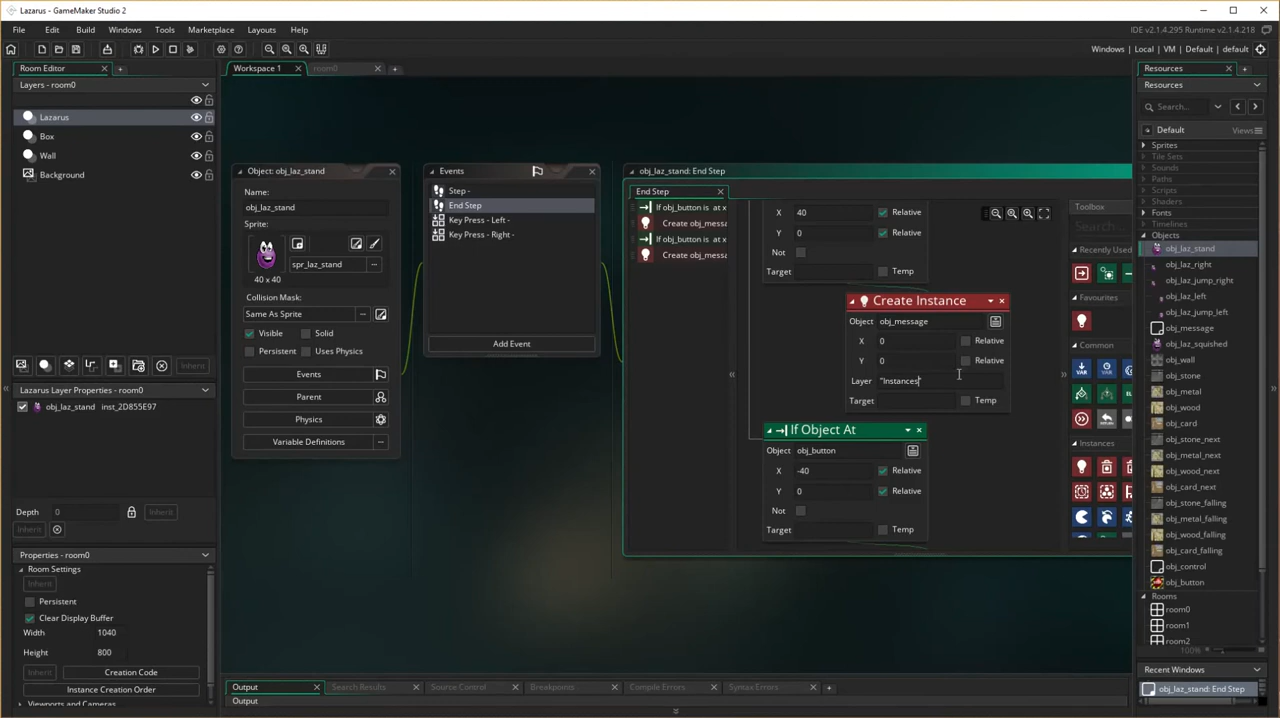 Lazarus - GameMaker Studio 2
File Edit Build Windows Tools Marketplace Layouts Help
IDE v2.1.4.295 Runtime v2.1.4.218
Windows | Local | VM | Default | default
Room Editor
Layers - room0
Lazarus
Box
Wall
Background
Inherit
Lazarus Layer Properties - room0
obj_laz_stand inst_2D855E97
Depth 0 Inherit
Inherit
Properties - room0
Room Settings
Inherit
Persistent
Clear Display Buffer
Width 1040
Height 800
Inherit Creation Code
Instance Creation Order
Viewports and Cameras
Workspace 1 room0
Object: obj_laz_stand
Name:
obj_laz_stand
Sprite:
spr_laz_stand
40 x 40
Collision Mask:
Same As Sprite
Visible Solid
Persistent Uses Physics
Events
Parent
Physics
Variable Definitions
Events
Step -
End Step
Key Press - Left -
Key Press - Right -
Add Event
obj_laz_stand: End Step
End Step
If obj_button is at x
Create obj_messa
If obj_button is at x
Create obj_messa
X 40 Relative
Y 0 Relative
Not
Target Temp
Create Instance
Object obj_message
X 0 Relative
Y 0 Relative
Layer "Instances"
Target Temp
If Object At
Object obj_button
X -40 Relative
Y 0 Relative
Not
Target Temp
Toolbox
Search...
Recently Used
Favourites
Common
Instances
Output Search Results Source Control Breakpoints Compile Errors Syntax Errors
Output
Resources
Resources
Search...
Default Views
Sprites
Tile Sets
Sounds
Paths
Scripts
Shaders
Fonts
Timelines
Objects
obj_laz_stand
obj_laz_right
obj_laz_jump_right
obj_laz_left
obj_laz_jump_left
obj_message
obj_laz_squished
obj_wall
obj_stone
obj_metal
obj_wood
obj_card
obj_stone_next
obj_metal_next
obj_wood_next
obj_card_next
obj_stone_falling
obj_metal_falling
obj_wood_falling
obj_card_falling
obj_control
obj_button
Rooms
room0
room1
room2
100%
Recent Windows
obj_laz_stand: End Step